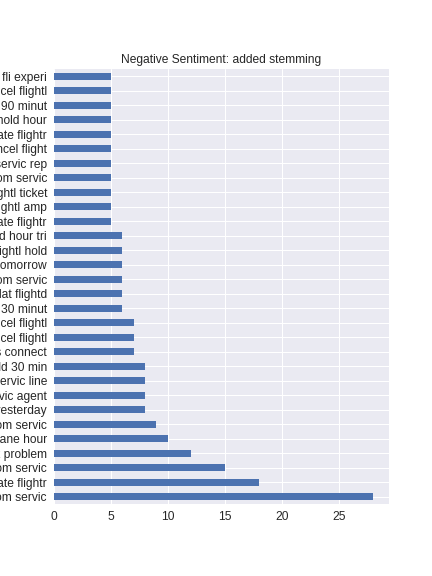 Negative Sentiment: added stemming
fli experi
cel flightl
90 minut
hold hour
ate flightr
ncel flight
servic rep
om servic
ghtl ticket
ghtl amp
ate flightr
d hour tri
ightl hold
omorrow
om servic
lat flightd
30 minut
cel flightl
cel flightl
s connect
ld 30 min
ervic line
vic agent
yesterday
om servic
ane hour
problem
om servic
ate flightr
om servic
0 5 10 15 20 25